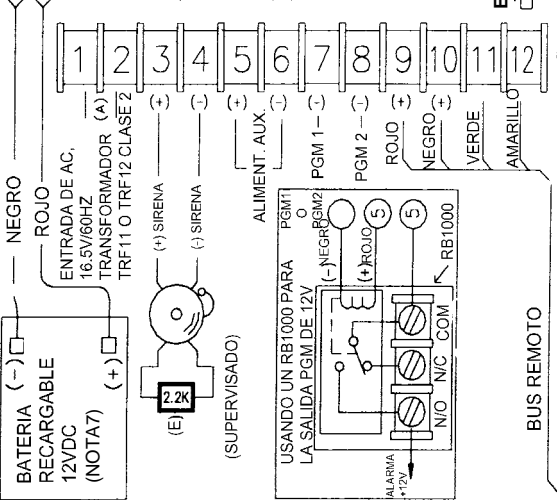 1 2 3 4 5 6 7 8 9 10 11 12
(A) (+) (-) (+) (-) (-) (-) (+) (+)
NEGRO
ROJO
ENTRADA DE AC,
16.5V/60HZ
TRANSFORMADOR
TRF11 O TRF12 CLASE 2
(+) SIRENA
(-) SIRENA
ALIMENT. AUX.
PGM 1
PGM 2
ROJO
NEGRO
VERDE
AMARILLO
BATERIA
RECARGABLE
12VDC
(NOTA7)
(-)
(+)
2.2K
(E)
(SUPERVISADO)
USANDO UN RB1000 PARA
LA SALIDA PGM DE 12V
PGM1
O
PGM2
(-) NEGRO
(+) ROJO
5
5
RB1000
N/O N/C COM
ALARMA
+12V
BUS REMOTO